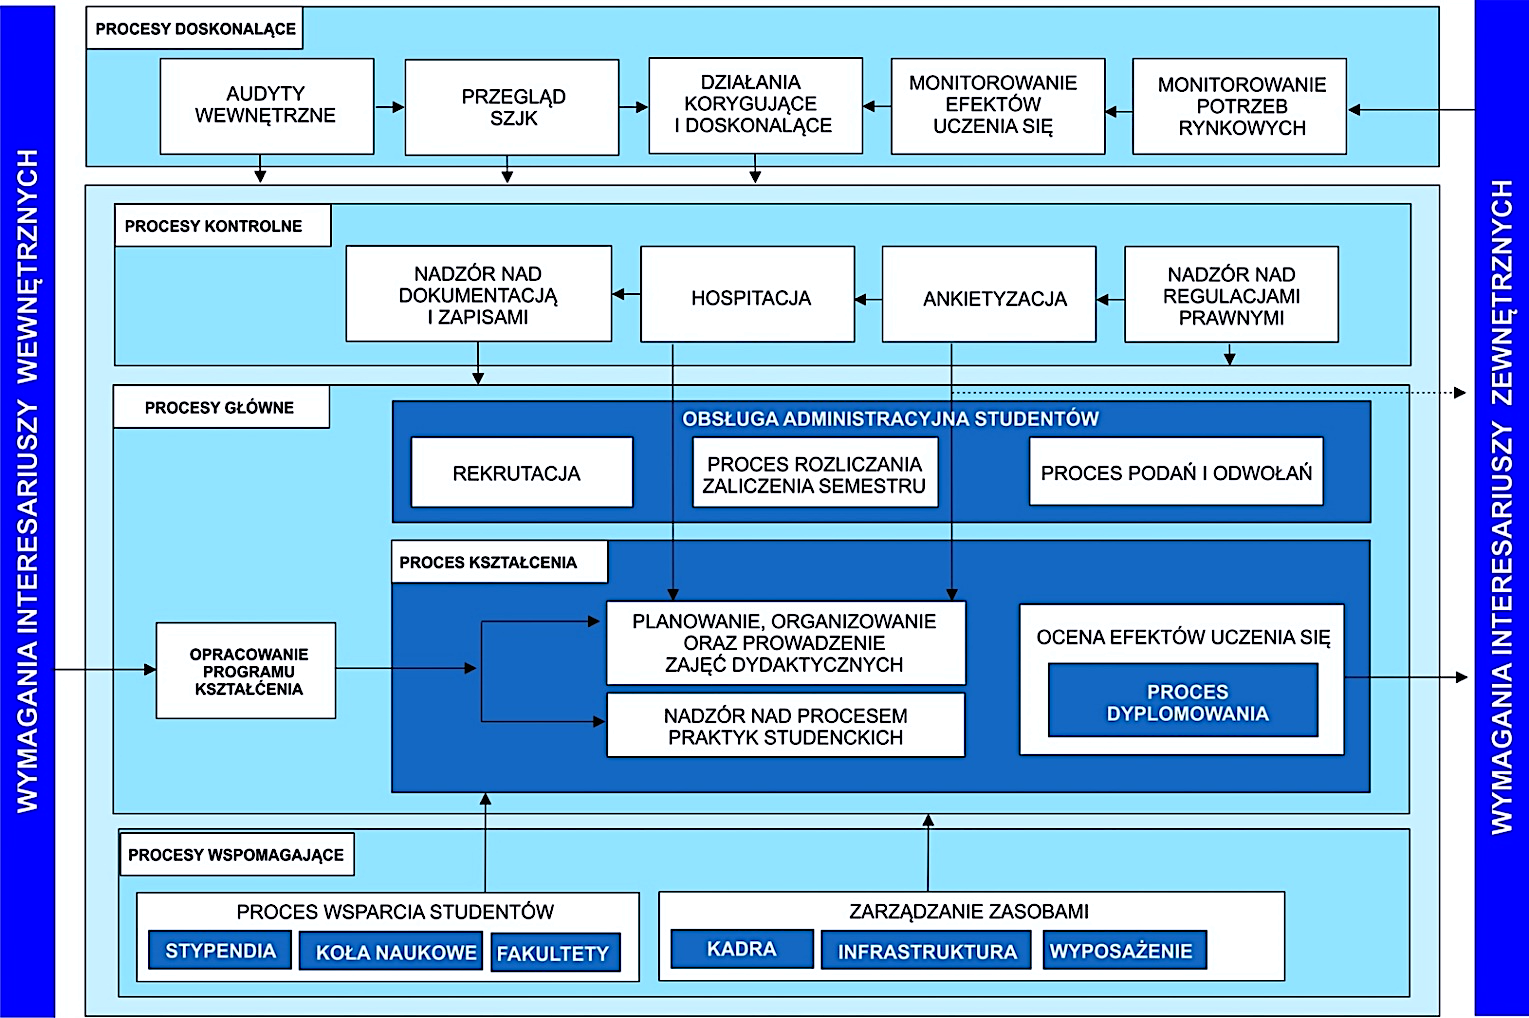 WYMAGANIA INTERESARIUSZY WEWNĘTRZNYCH
PROCESY DOSKONALĄCE
AUDYTY
WEWNĘTRZNE
PRZEGLĄD
SZJK
DZIAŁANIA
KORYGUJĄCE
I DOSKONALĄCE
MONITOROWANIE
EFEKTÓW
UCZENIA SIĘ
MONITOROWANIE
POTRZEB
RYNKOWYCH
PROCESY KONTROLNE
NADZÓR NAD
DOKUMENTACJĄ
I ZAPISAMI
HOSPITACJA
ANKIETYZACJA
NADZÓR NAD
REGULACJAMI
PRAWNYMI
PROCESY GŁÓWNE
OBSŁUGA ADMINISTRACYJNA STUDENTÓW
REKRUTACJA
PROCES ROZLICZANIA
ZALICZENIA SEMESTRU
PROCES PODAŃ I ODWOŁAŃ
PROCES KSZTAŁCENIA
OPRACOWANIE
PROGRAMU
KSZTAŁĆENIA
PLANOWANIE, ORGANIZOWANIE
ORAZ PROWADZENIE
ZAJĘĆ DYDAKTYCZNYCH
NADZÓR NAD PROCESEM
PRAKTYK STUDENCKICH
OCENA EFEKTÓW UCZENIA SIĘ
PROCES
DYPLOMOWANIA
PROCESY WSPOMAGAJĄCE
PROCES WSPARCIA STUDENTÓW
STYPENDIA
KOŁA NAUKOWE
FAKULTETY
ZARZĄDZANIE ZASOBAMI
KADRA
INFRASTRUKTURA
WYPOSAŻENIE
WYMAGANIA INTERESARIUSZY ZEWNĘTRZNYCH